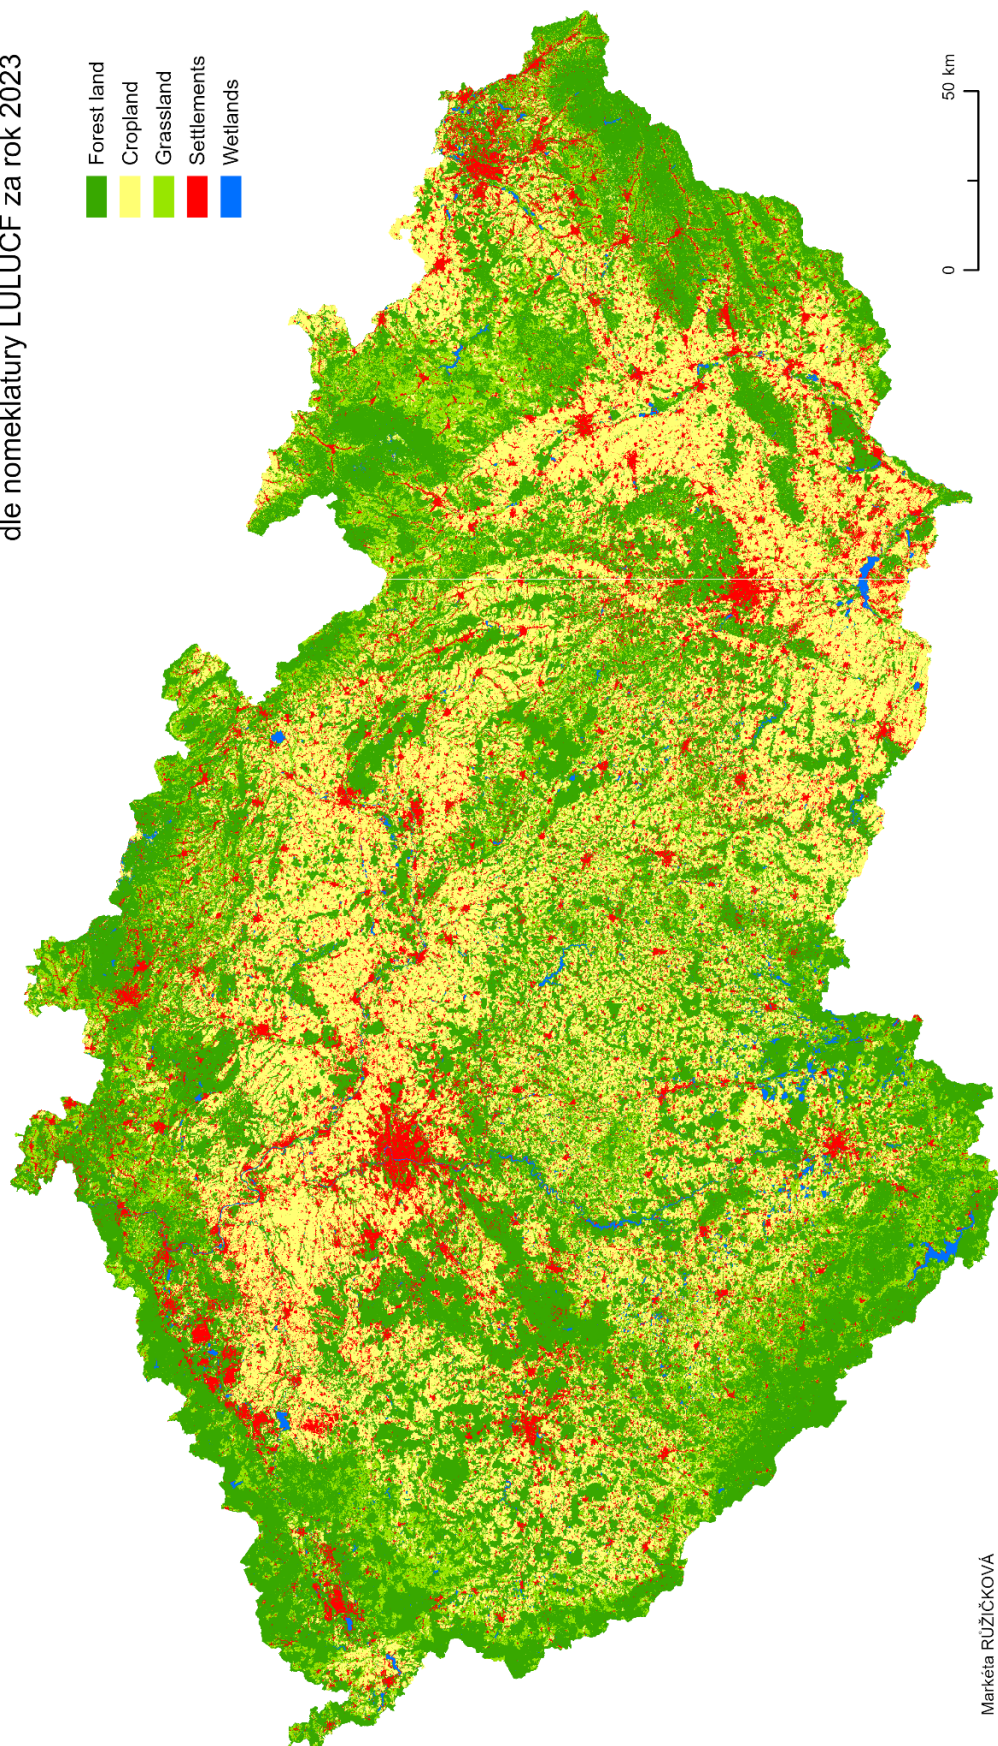 dle nomeklatury LULUCF za rok 2023
Forest land
Cropland
Grassland
Settlements
Wetlands
0 50 km
Markéta RŮŽIČKOVÁ